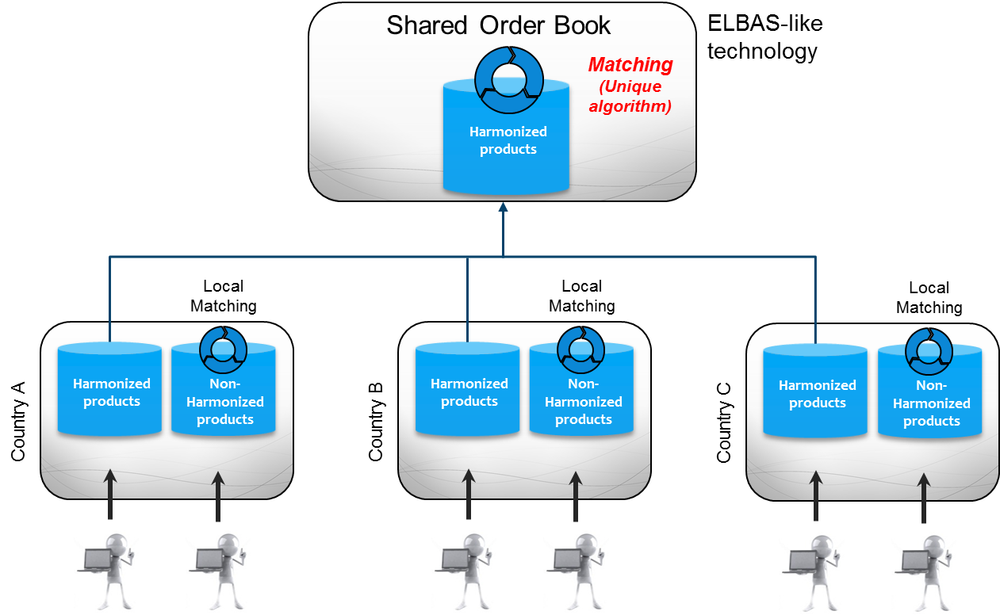 Shared Order Book
ELBAS-like
technology
Matching
(Unique
algorithm)
Harmonized
products
Local
Matching
Local
Matching
Local
Matching
Country A
Harmonized
products
Non-
Harmonized
products
Country B
Harmonized
products
Non-
Harmonized
products
Country C
Harmonized
products
Non-
Harmonized
products